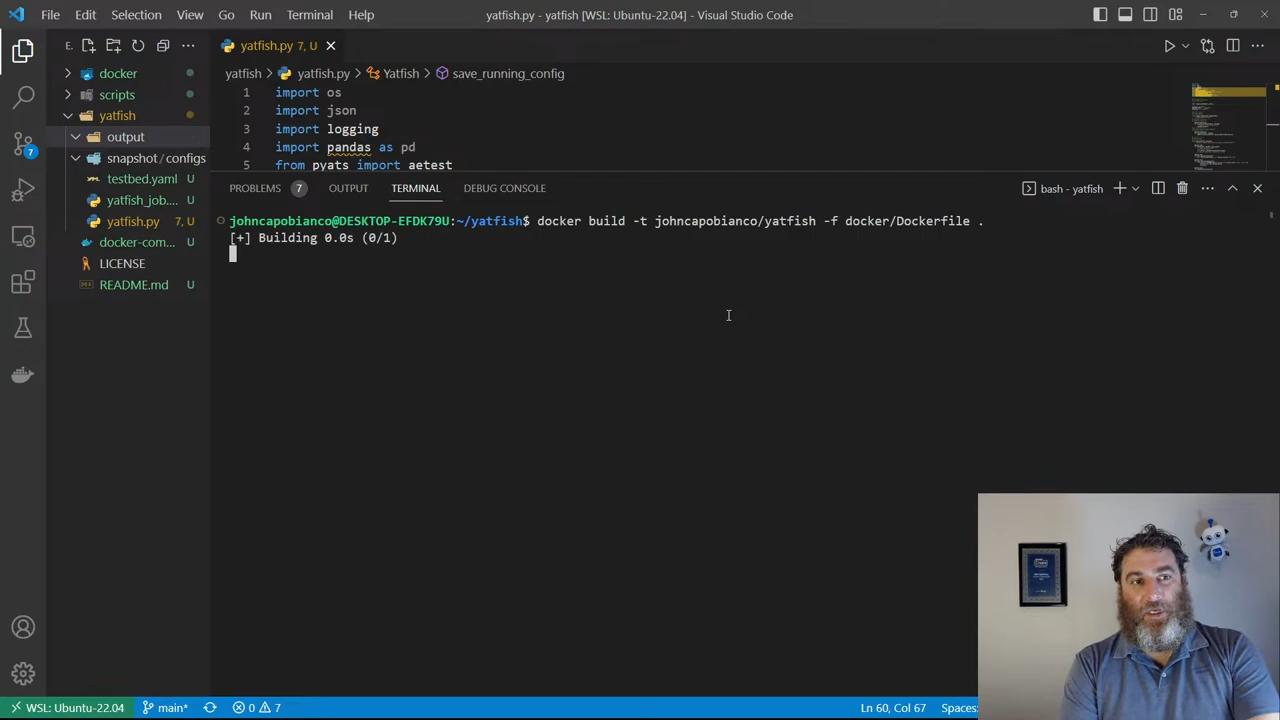 File Edit Selection View Go Run Terminal Help
yatfish.py - yatfish [WSL: Ubuntu-22.04] - Visual Studio Code
E.
yatfish.py 7, U
docker
scripts
yatfish
output
snapshot/configs
testbed.yaml U
yatfish_job.... U
yatfish.py 7, U
docker-com... U
LICENSE
README.md U
7
yatfish > yatfish.py > Yatfish > save_running_config
1 import os
2 import json
3 import logging
4 import pandas as pd
5 from pyats import aetest
PROBLEMS 7 OUTPUT TERMINAL DEBUG CONSOLE
bash - yatfish
johncapobianco@DESKTOP-EFDK79U:~/yatfish$ docker build -t johncapobianco/yatfish -f docker/Dockerfile .
[+] Building 0.0s (0/1)
WSL: Ubuntu-22.04 main* 0 7 Ln 60, Col 67 Spaces: